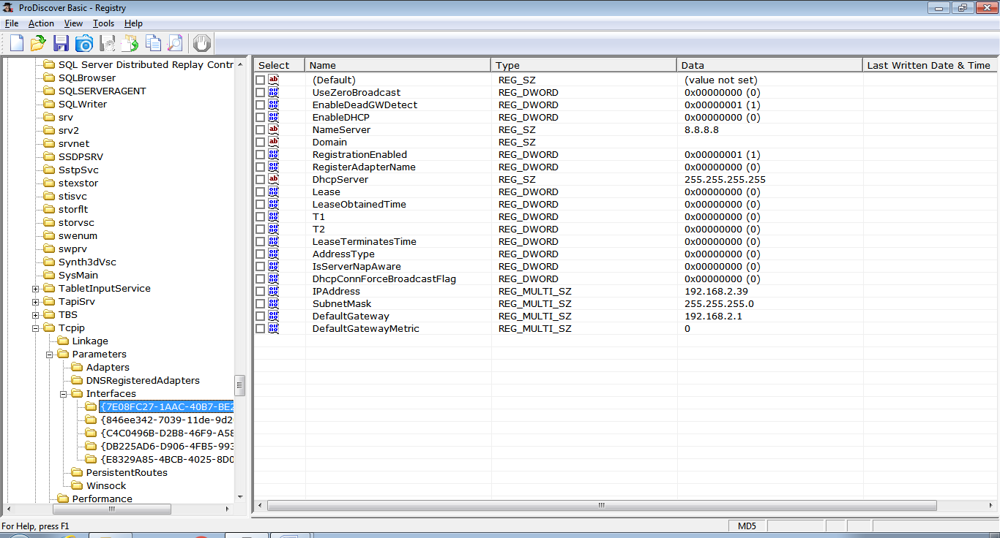 ProDiscover Basic - Registry
File Action View Tools Help
SQL Server Distributed Replay Contr
SQLBrowser
SQLSERVERAGENT
SQLWriter
srv
srv2
srvnet
SSDPSRV
SstpSvc
stexstor
stisvc
storflt
storvsc
swenum
swprv
Synth3dVsc
SysMain
TabletInputService
TapiSrv
TBS
Tcpip
Linkage
Parameters
Adapters
DNSRegisteredAdapters
Interfaces
{7E08FC27-1AAC-40B7-BE2
{846ee342-7039-11de-9d2
{C4C0496B-D2B8-46F9-A58
{DB225AD6-D906-4FB5-993
{E8329A85-4BCB-4025-8D0
PersistentRoutes
Winsock
Performance
Select Name Type Data Last Written Date & Time
(Default) REG_SZ (value not set)
UseZeroBroadcast REG_DWORD 0x00000000 (0)
EnableDeadGWDetect REG_DWORD 0x00000001 (1)
EnableDHCP REG_DWORD 0x00000000 (0)
NameServer REG_SZ 8.8.8.8
Domain REG_SZ
RegistrationEnabled REG_DWORD 0x00000001 (1)
RegisterAdapterName REG_DWORD 0x00000000 (0)
DhcpServer REG_SZ 255.255.255.255
Lease REG_DWORD 0x00000000 (0)
LeaseObtainedTime REG_DWORD 0x00000000 (0)
T1 REG_DWORD 0x00000000 (0)
T2 REG_DWORD 0x00000000 (0)
LeaseTerminatesTime REG_DWORD 0x00000000 (0)
AddressType REG_DWORD 0x00000000 (0)
IsServerNapAware REG_DWORD 0x00000000 (0)
DhcpConnForceBroadcastFlag REG_DWORD 0x00000000 (0)
IPAddress REG_MULTI_SZ 192.168.2.39
SubnetMask REG_MULTI_SZ 255.255.255.0
DefaultGateway REG_MULTI_SZ 192.168.2.1
DefaultGatewayMetric REG_MULTI_SZ 0
For Help, press F1
MD5